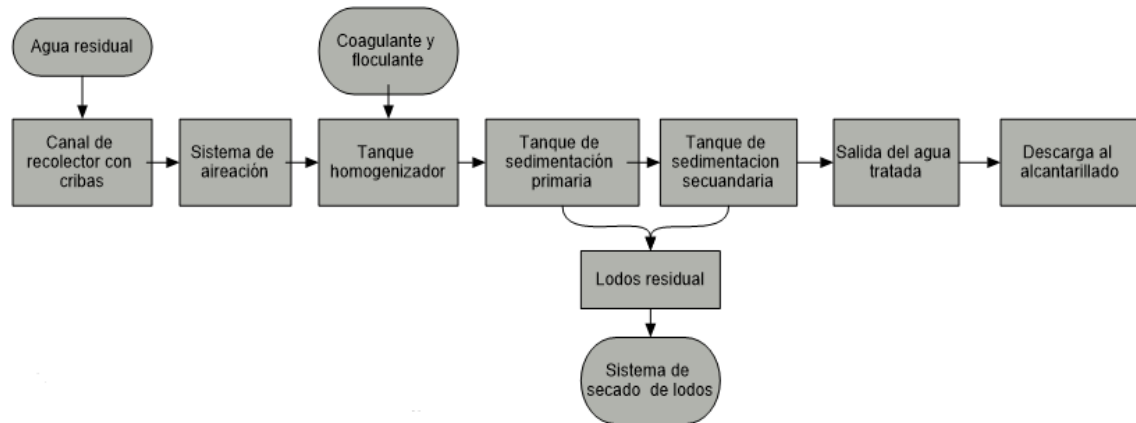 Agua residual
Coagulante y
floculante
Canal de
recolector con
cribas
Sistema de
aireación
Tanque
homogenizador
Tanque de
sedimentación
primaria
Tanque de
sedimentacion
secuandaria
Salida del agua
tratada
Descarga al
alcantarillado
Lodos residual
Sistema de
secado de lodos